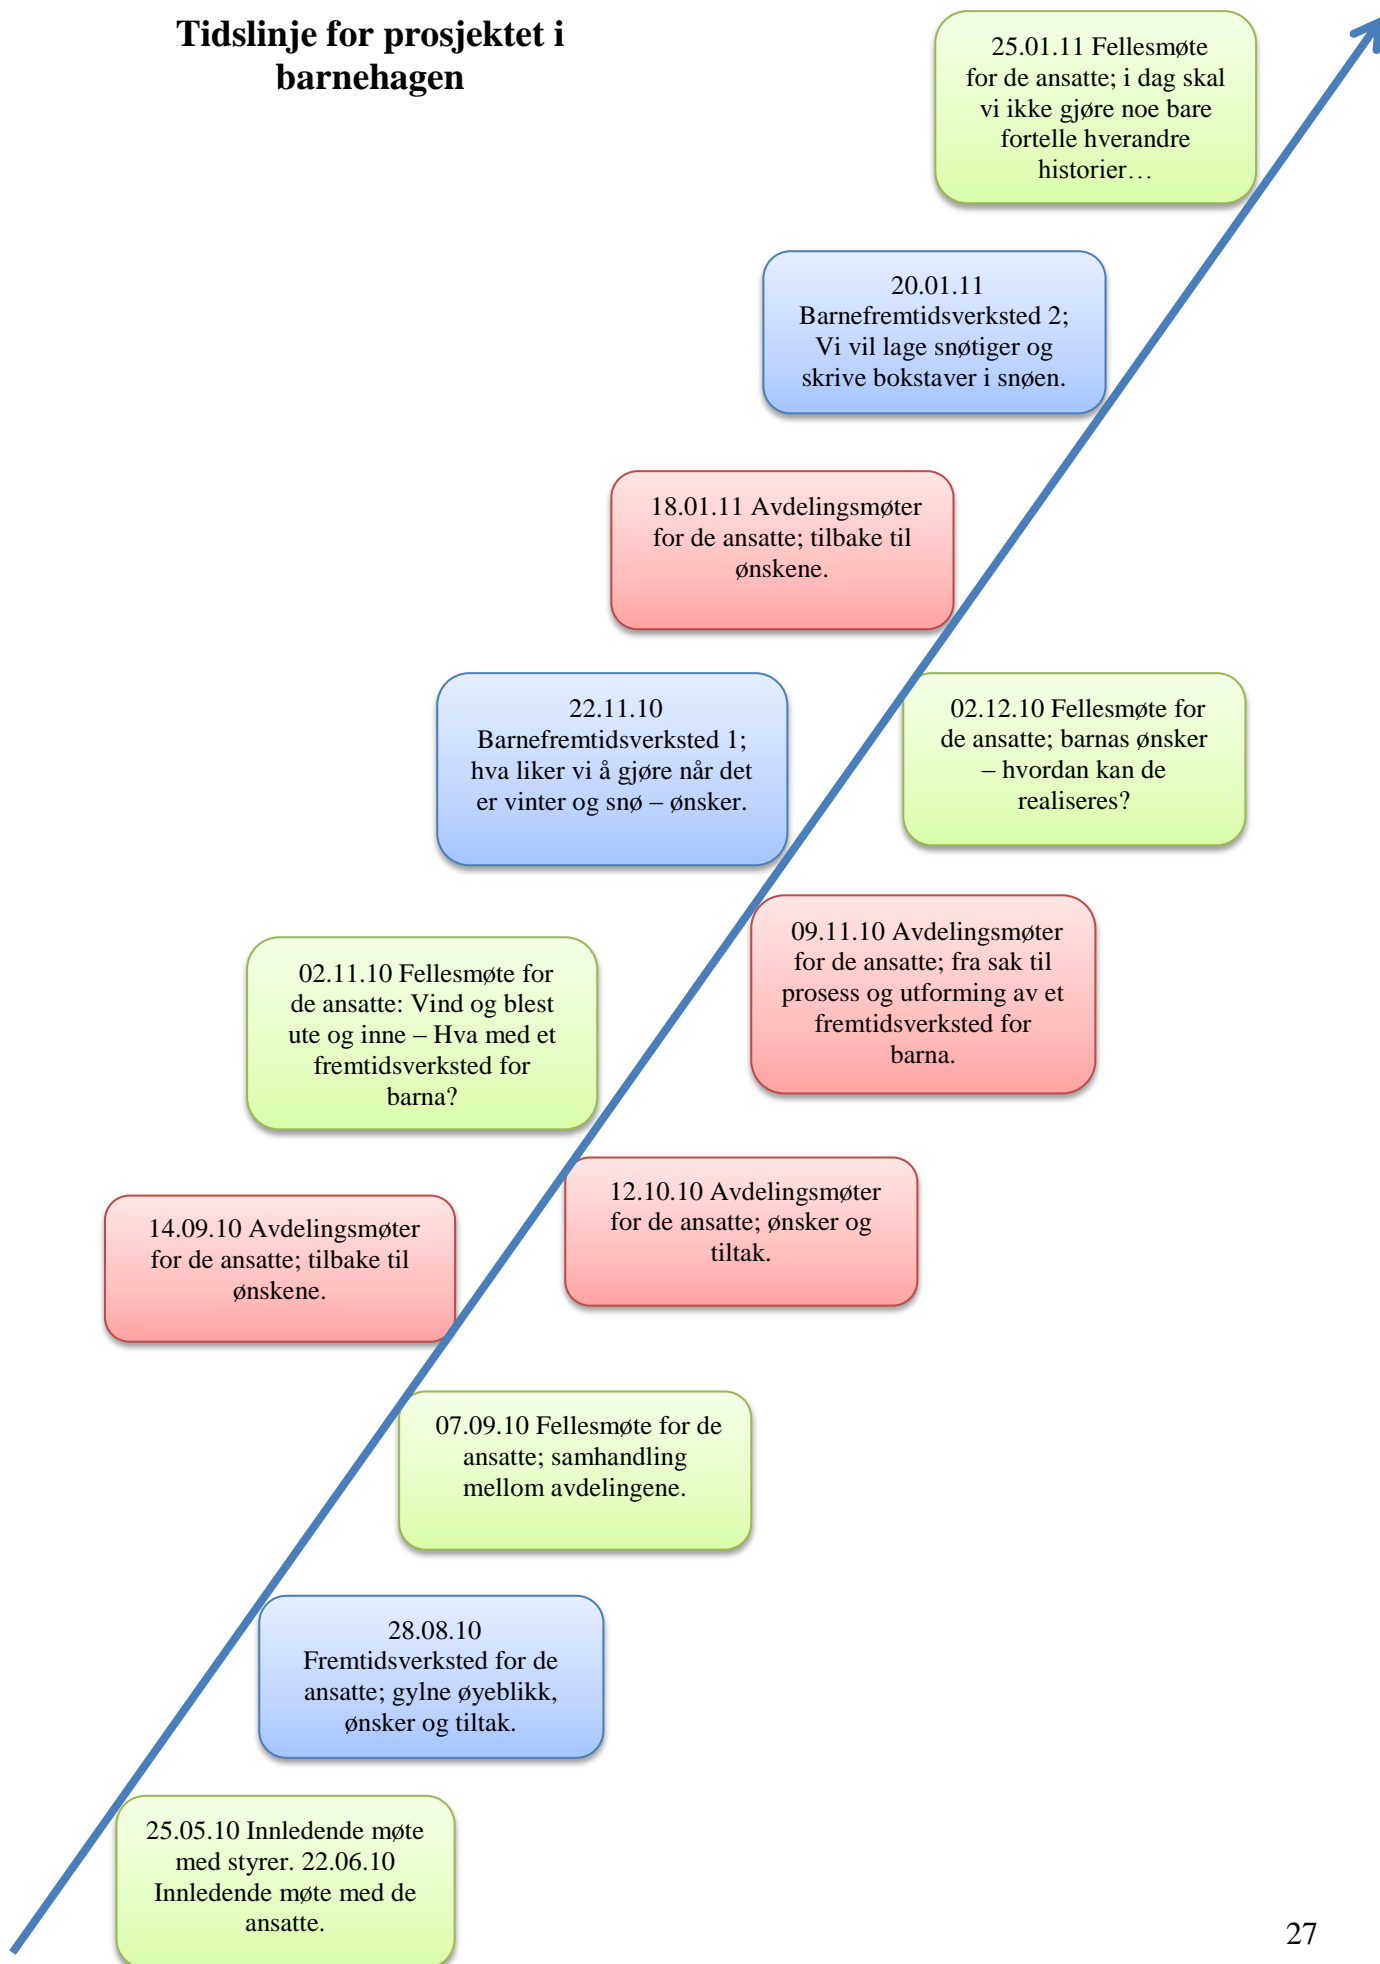 Tidslinje for prosjektet i
barnehagen
25.01.11 Fellesmøte
for de ansatte; i dag skal
vi ikke gjøre noe bare
fortelle hverandre
historier…
20.01.11
Barnefremtidsverksted 2;
Vi vil lage snøtiger og
skrive bokstaver i snøen.
18.01.11 Avdelingsmøter
for de ansatte; tilbake til
ønskene.
22.11.10
Barnefremtidsverksted 1;
hva liker vi å gjøre når det
er vinter og snø – ønsker.
02.12.10 Fellesmøte for
de ansatte; barnas ønsker
– hvordan kan de
realiseres?
09.11.10 Avdelingsmøter
for de ansatte; fra sak til
prosess og utforming av et
fremtidsverksted for
barna.
02.11.10 Fellesmøte for
de ansatte: Vind og blest
ute og inne – Hva med et
fremtidsverksted for
barna?
12.10.10 Avdelingsmøter
for de ansatte; ønsker og
tiltak.
14.09.10 Avdelingsmøter
for de ansatte; tilbake til
ønskene.
07.09.10 Fellesmøte for de
ansatte; samhandling
mellom avdelingene.
28.08.10
Fremtidsverksted for de
ansatte; gylne øyeblikk,
ønsker og tiltak.
25.05.10 Innledende møte
med styrer. 22.06.10
Innledende møte med de
ansatte.
27